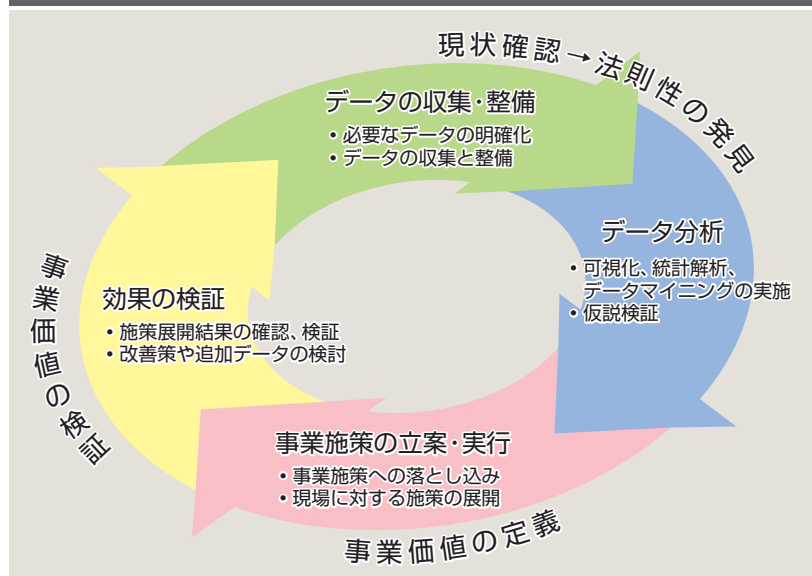 現状確認→法則性の発見
データの収集・整備
・必要なデータの明確化
・データの収集と整備
データ分析
・可視化、統計解析、
データマイニングの実施
・仮説検証
事業施策の立案・実行
・事業施策への落とし込み
・現場に対する施策の展開
事業価値の定義
効果の検証
・施策展開結果の確認、検証
・改善策や追加データの検討
事業価値の検証